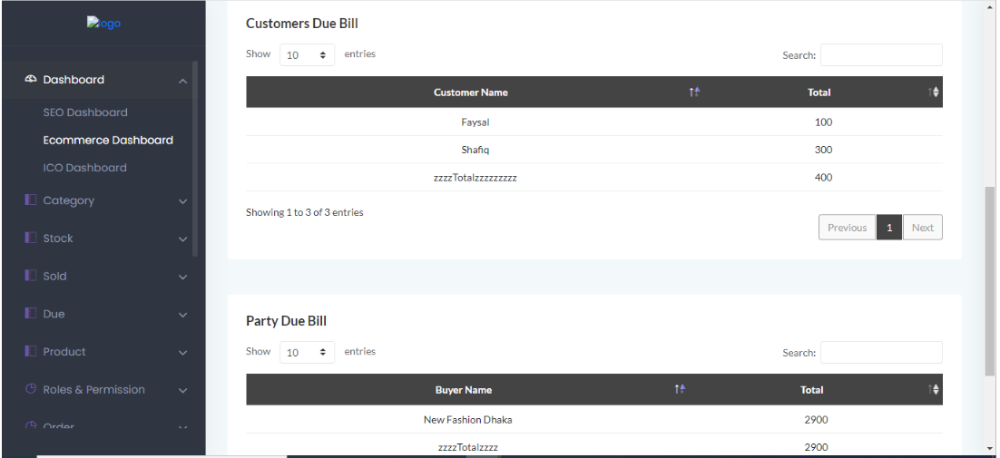 logo
Dashboard
SEO Dashboard
Ecommerce Dashboard
ICO Dashboard
Category
Stock
Sold
Due
Product
Roles & Permission
Order
Customers Due Bill
Show 10 entries Search:
Customer Name Total
Faysal 100
Shafiq 300
zzzzTotalzzzzzzzzz 400
Showing 1 to 3 of 3 entries
Previous 1 Next
Party Due Bill
Show 10 entries Search:
Buyer Name Total
New Fashion Dhaka 2900
zzzzTotalzzzz 2900